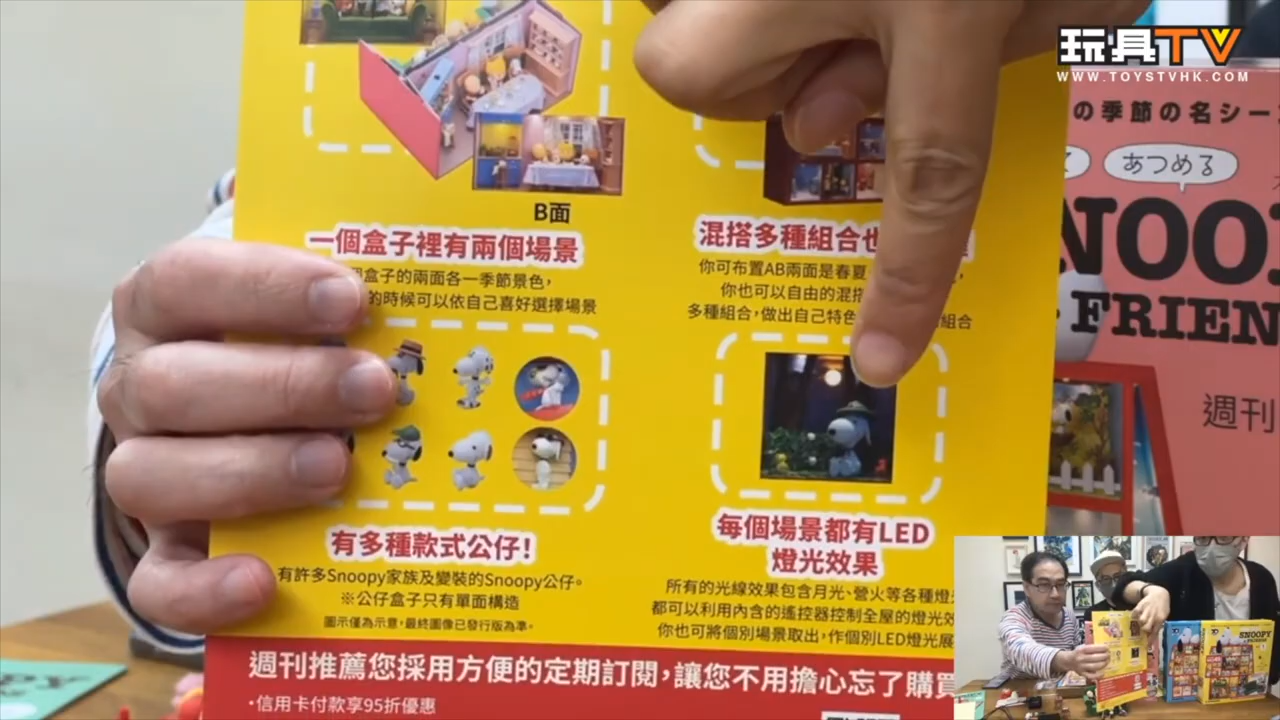 玩具TV
WWW.TOYSTVHK.COM
の季節の名シー
あつめる
NOO
FRIEN
週刊
B面
一個盒子裡有兩個場景
個盒子的兩面各一季節景色,
的時候可以依自己喜好選擇場景
混搭多種組合也
你可布置AB兩面是春夏
你也可以自由的混搭
多種組合,做出自己特色 組合
有多種款式公仔!
有許多Snoopy家族及變裝的Snoopy公仔。
※公仔盒子只有單面構造
圖示僅為示意,最終圖像已發行版為準。
每個場景都有LED
燈光效果
所有的光線效果包含月光、螢火等各種燈
都可以利用內含的遙控器控制全屋的燈光效
你也可將個別場景取出,作個別LED燈光展
週刊推薦您採用方便的定期訂閱,讓您不用擔心忘了購買
・信用卡付款享95折優惠
SNOOPY